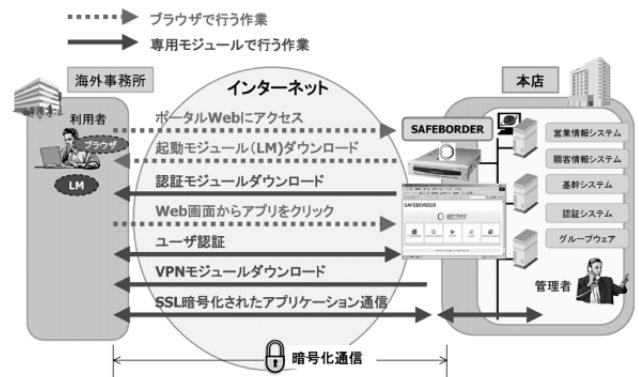 ブラウザで行う作業
専用モジュールで行う作業
海外事務所
インターネット
本店
利用者
ブラウザ
LM
ポータルWebにアクセス
起動モジュール(LM)ダウンロード
認証モジュールダウンロード
Web画面からアプリをクリック
ユーザ認証
VPNモジュールダウンロード
SSL暗号化されたアプリケーション通信
SAFEBORDER
SAFEBORDER
営業情報システム
顧客情報システム
基幹システム
認証システム
グループウェア
管理者
暗号化通信